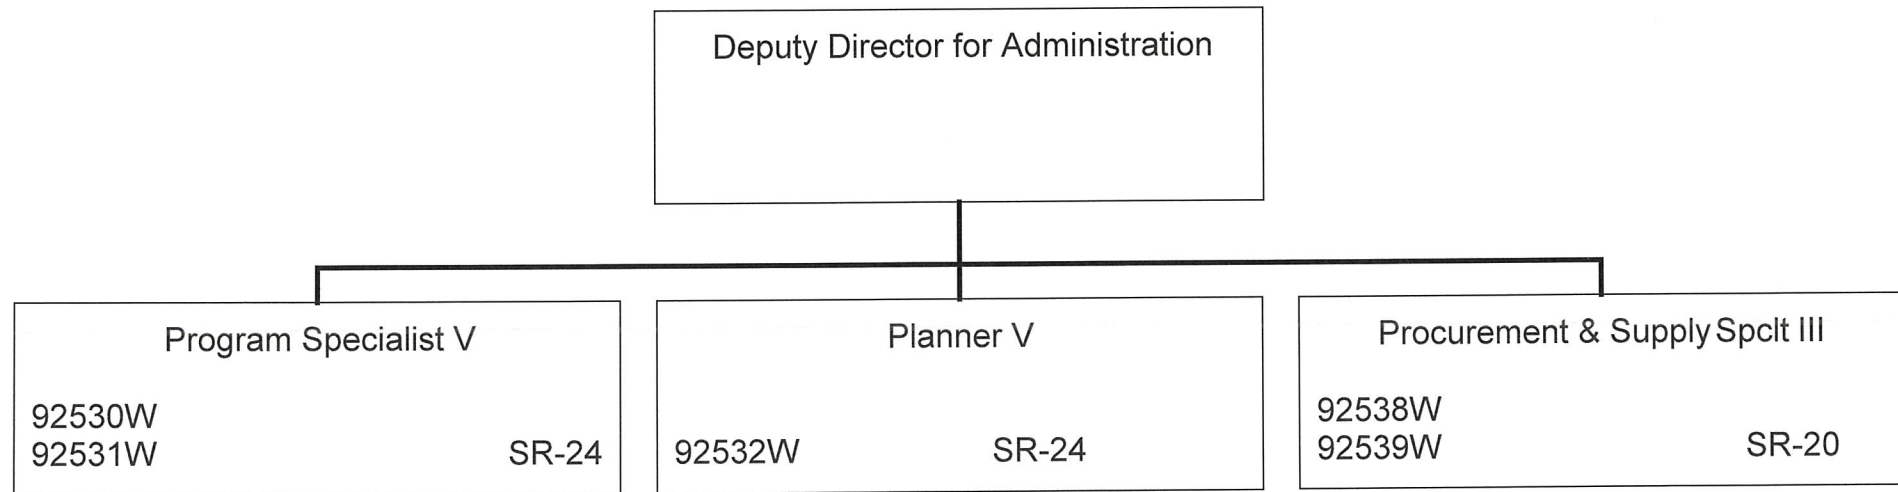 Deputy Director for Administration
Program Specialist V
92530W
92531W SR-24
Planner V
92532W SR-24
Procurement & Supply Spclt III
92538W
92539W SR-20